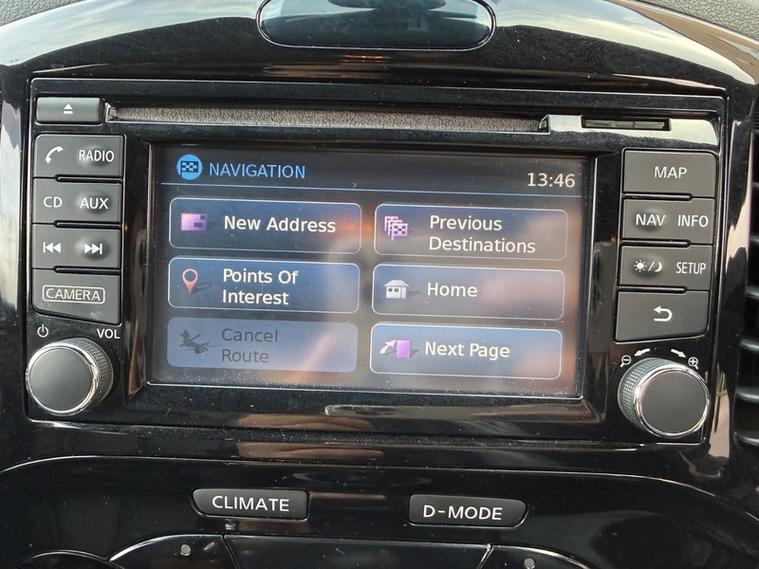 RADIO
CD AUX
CAMERA
VOL
NAVIGATION
13:46
New Address
Previous
Destinations
Points Of
Interest
Home
Cancel
Route
Next Page
MAP
NAV INFO
SETUP
CLIMATE
D-MODE